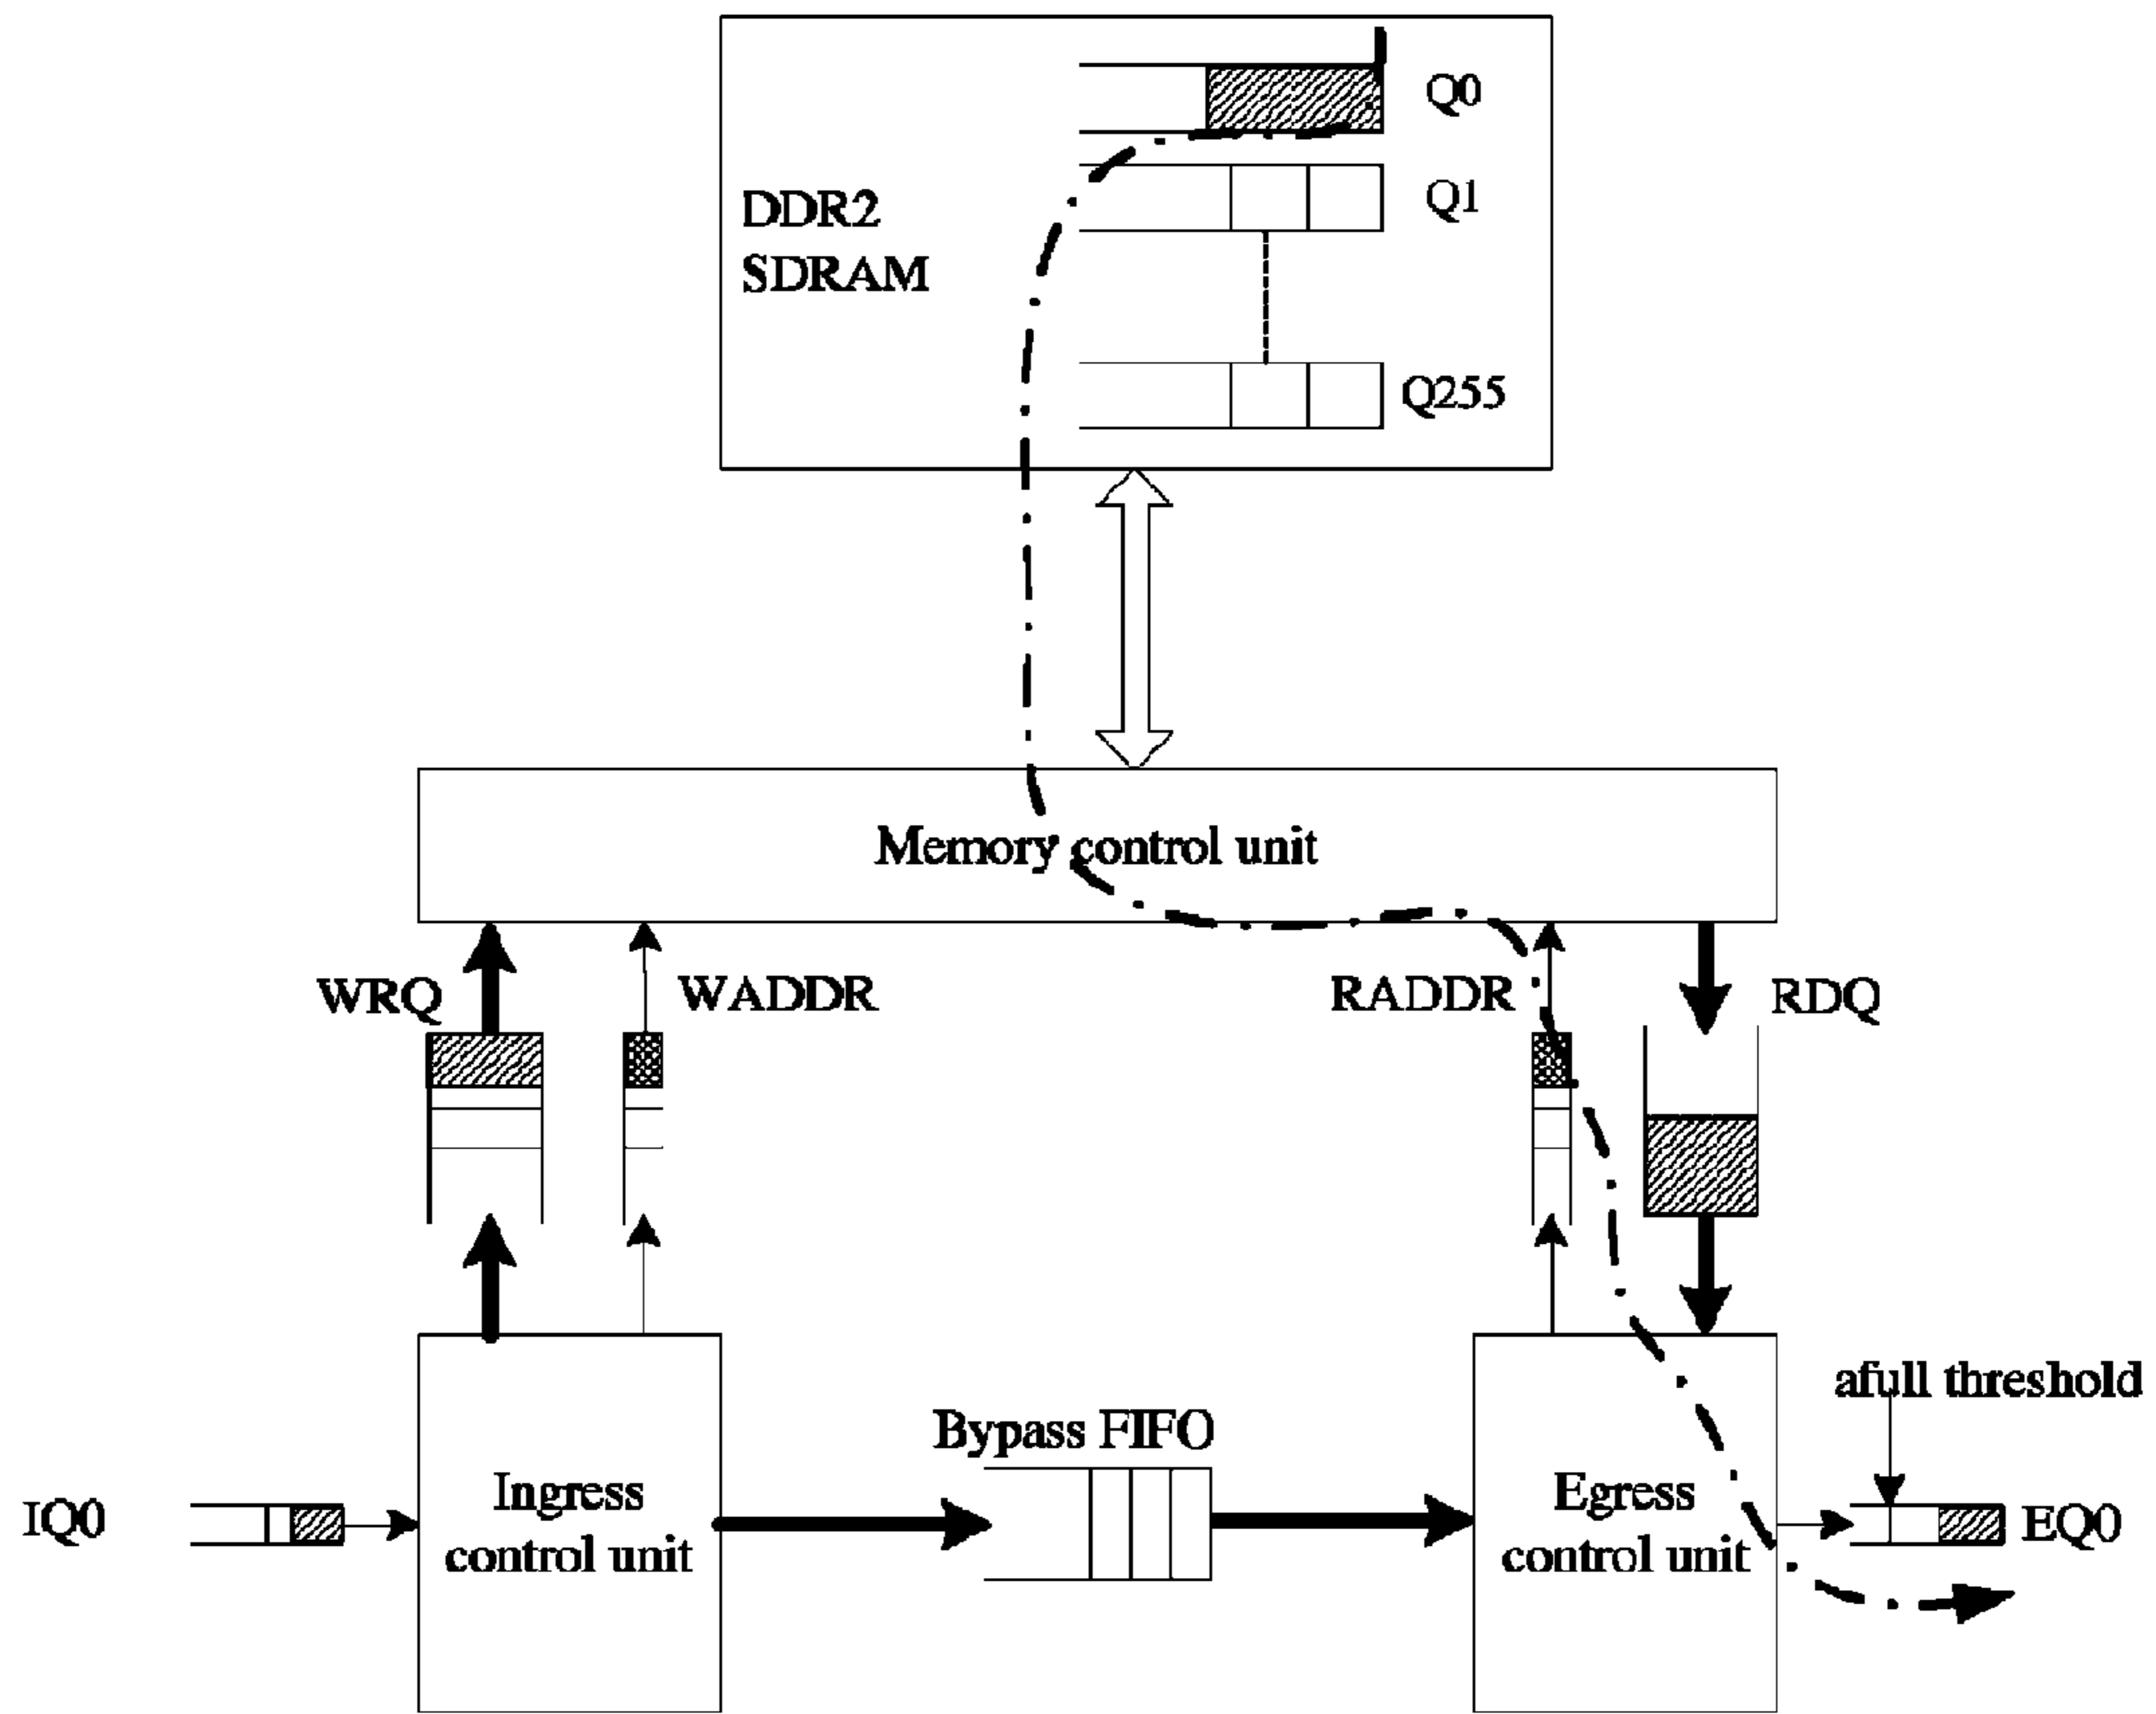 Q0
Q1
DDR2
SDRAM
Q255
Memory control unit
WRQ
WADDR
RADDR
RDQ
afull threshold
Bypass FIFO
IQ0
Ingress
control unit
Egress
control unit
EQ0